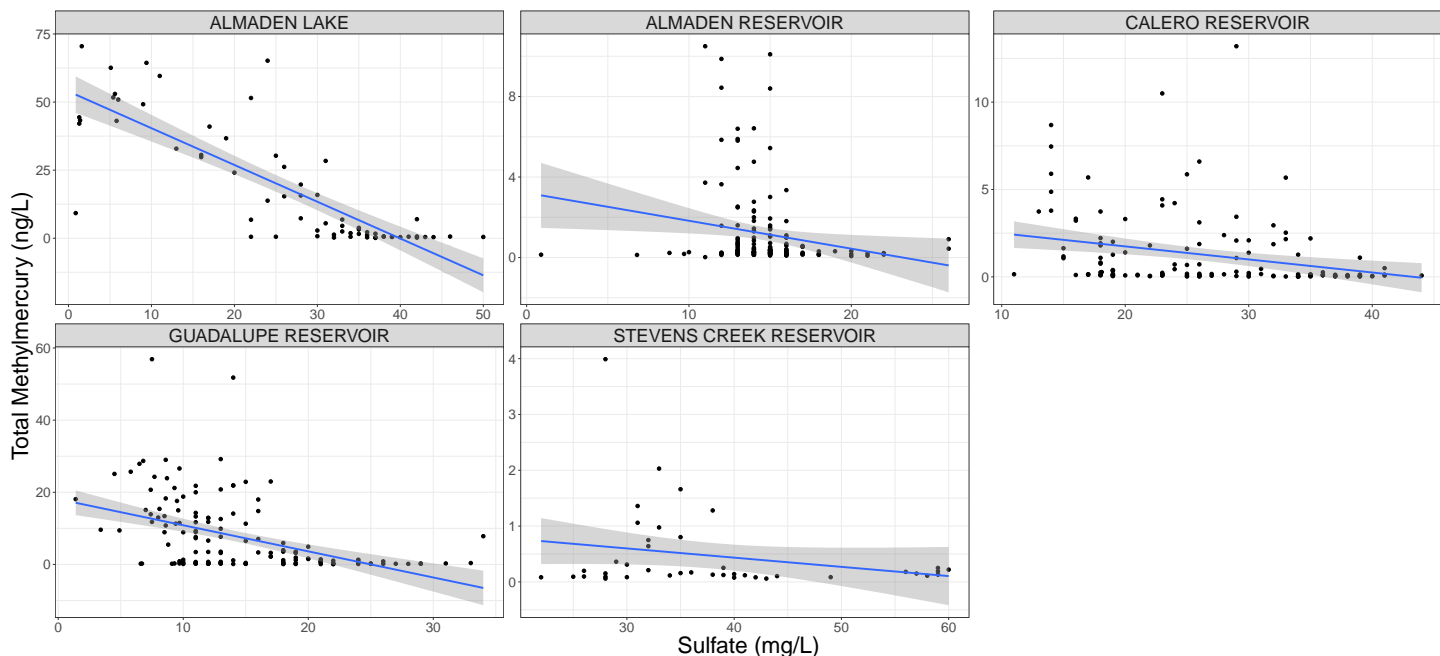 ALMADEN LAKE
ALMADEN RESERVOIR
CALERO RESERVOIR
75
50
25
0
0 10 20 30 40 50
8
4
0
0 10 20
10
5
0
10 20 30 40
GUADALUPE RESERVOIR
STEVENS CREEK RESERVOIR
60
40
20
0
0 10 20 30
4
3
2
1
0
30 40 50 60
Total Methylmercury (ng/L)
Sulfate (mg/L)